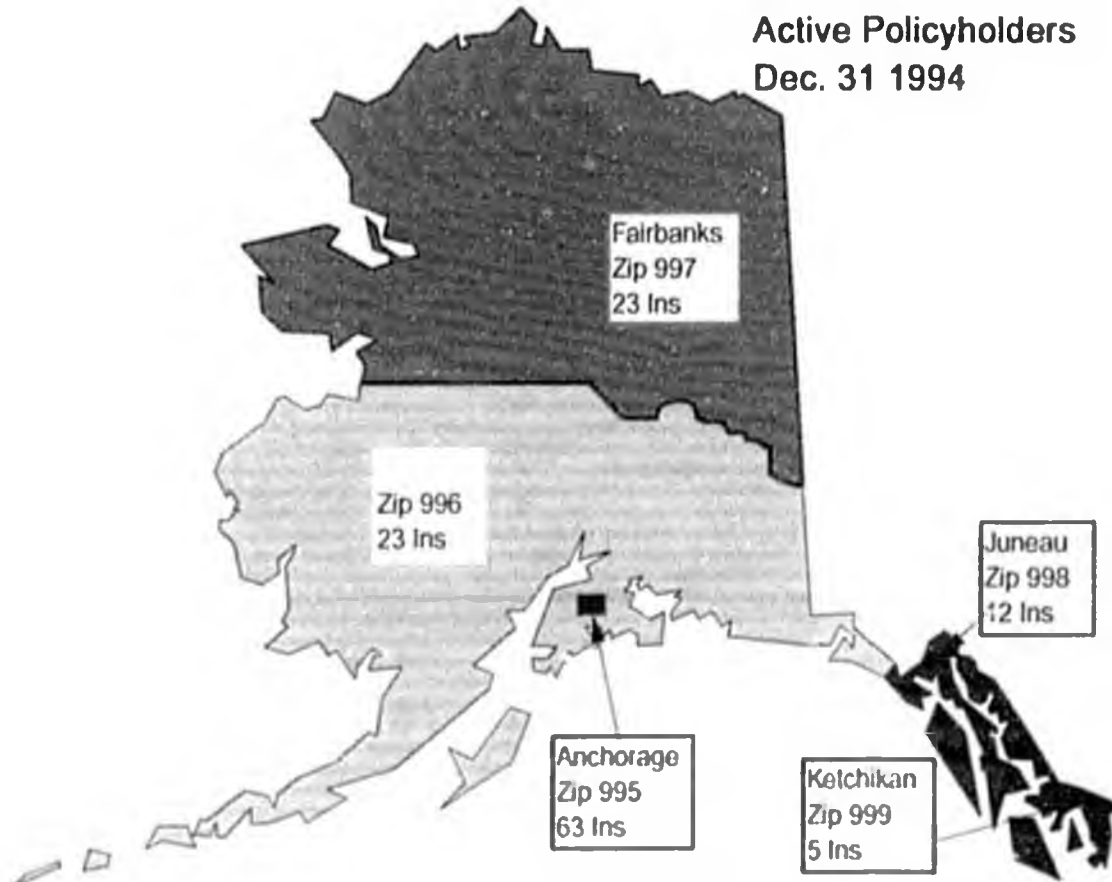 Active Policyholders
Dec. 31 1994
Fairbanks
Zip 997
23 Ins
Zip 996
23 Ins
Juneau
Zip 998
12 Ins
Anchorage
Zip 995
63 Ins
Ketchikan
Zip 999
5 Ins